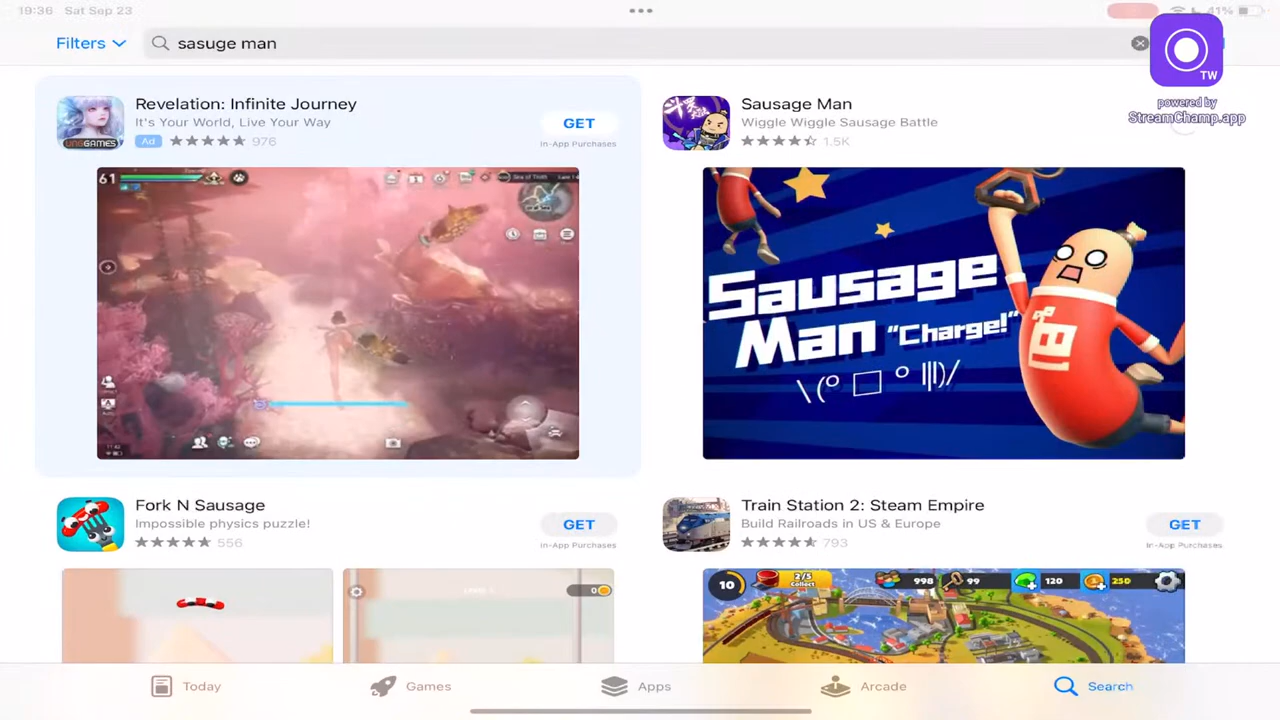 19:36 Sat Sep 23
41%
Filters
sasuge man
TW
powered by
StreamChamp.app
Revelation: Infinite Journey
It's Your World, Live Your Way
Ad 976
GET
In-App Purchases
UNQGAMES
61
Sausage Man
Wiggle Wiggle Sausage Battle
1.5K
Sausage
Man "Charge!"
\(º □ º |||)/
Fork N Sausage
Impossible physics puzzle!
556
GET
In-App Purchases
0
Train Station 2: Steam Empire
Build Railroads in US & Europe
793
GET
In-App Purchases
10
2/5
Collect
998
99
120
250
Today
Games
Apps
Arcade
Search